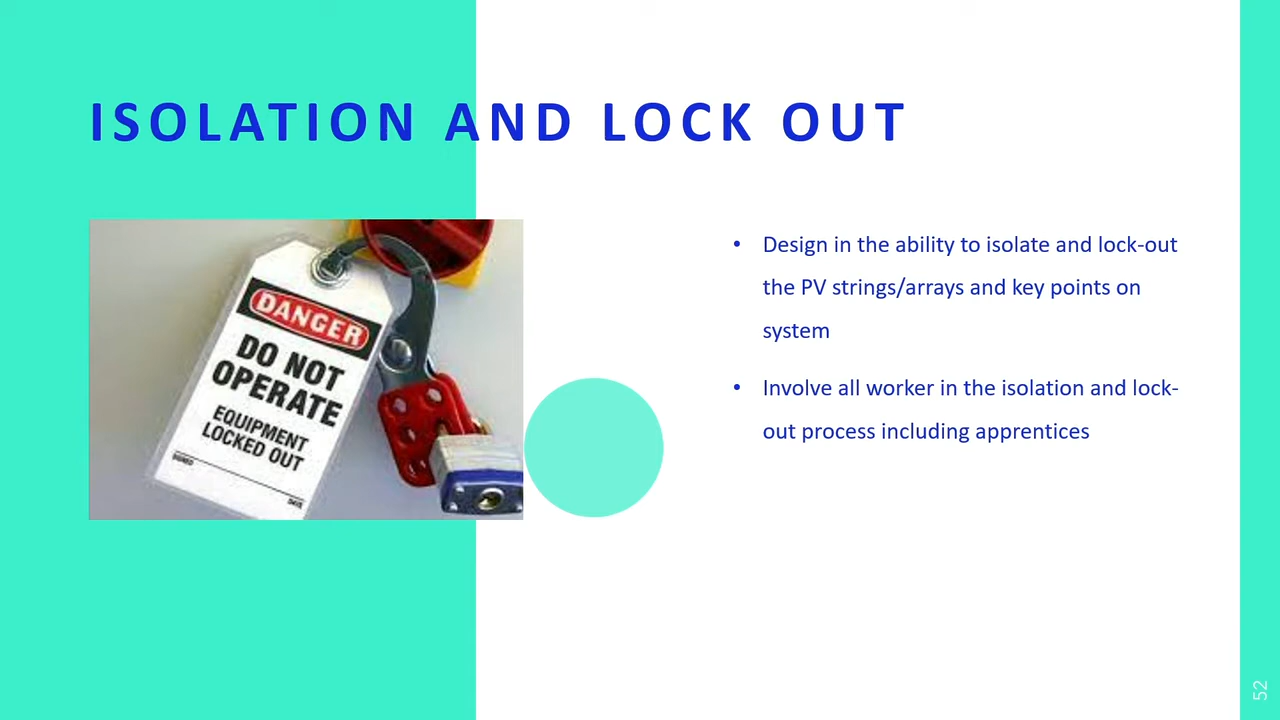 ISOLATION AND LOCK OUT
DANGER
DO NOT
OPERATE
EQUIPMENT
LOCKED OUT
SIGNED
DATE
• Design in the ability to isolate and lock-out
the PV strings/arrays and key points on
system
• Involve all worker in the isolation and lock-
out process including apprentices
52